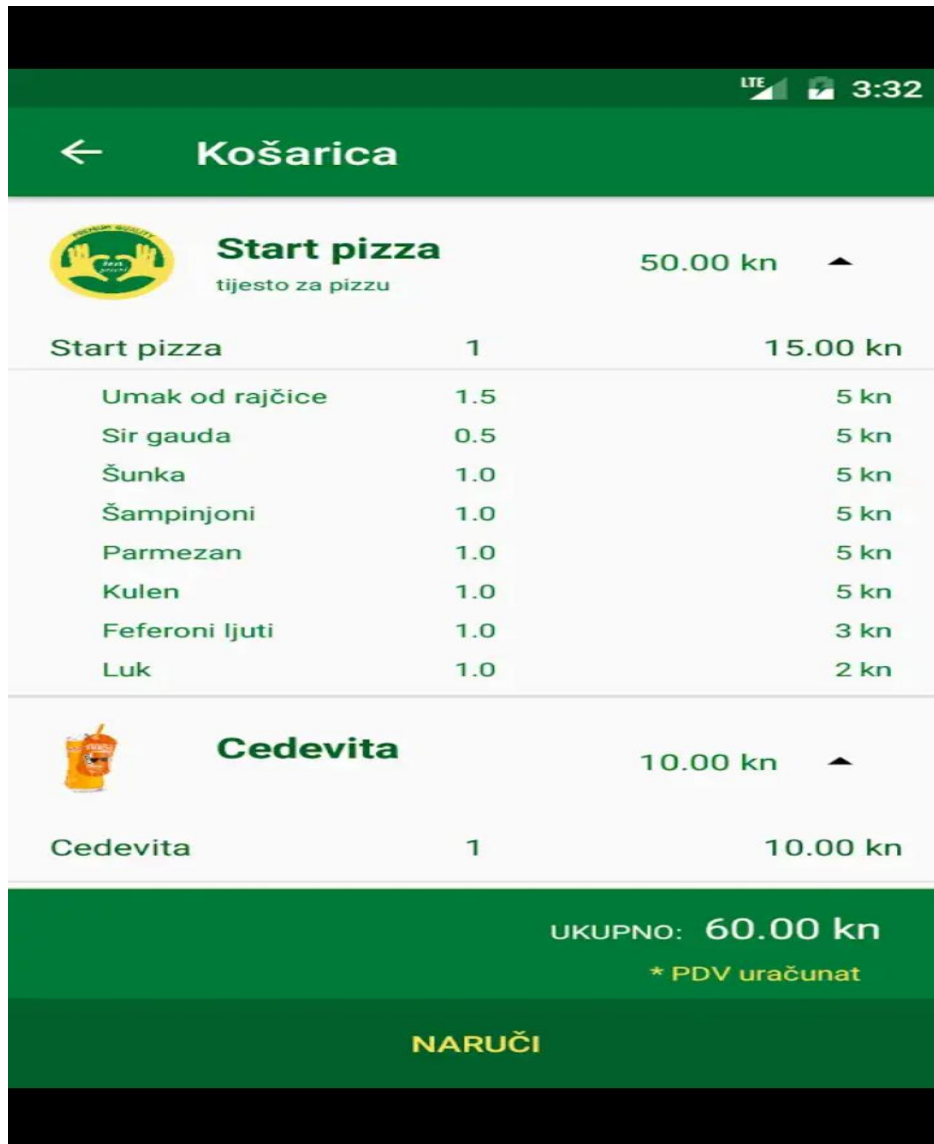 LTE 3:32
Košarica
PREMIUM QUALITY
Start pizza
50.00 kn
tijesto za pizzu
Start pizza 1 15.00 kn
Umak od rajčice 1.5 5 kn
Sir gauda 0.5 5 kn
Šunka 1.0 5 kn
Šampinjoni 1.0 5 kn
Parmezan 1.0 5 kn
Kulen 1.0 5 kn
Feferoni ljuti 1.0 3 kn
Luk 1.0 2 kn
Cedevita
10.00 kn
Cedevita 1 10.00 kn
UKUPNO: 60.00 kn
* PDV uračunat
NARUČI